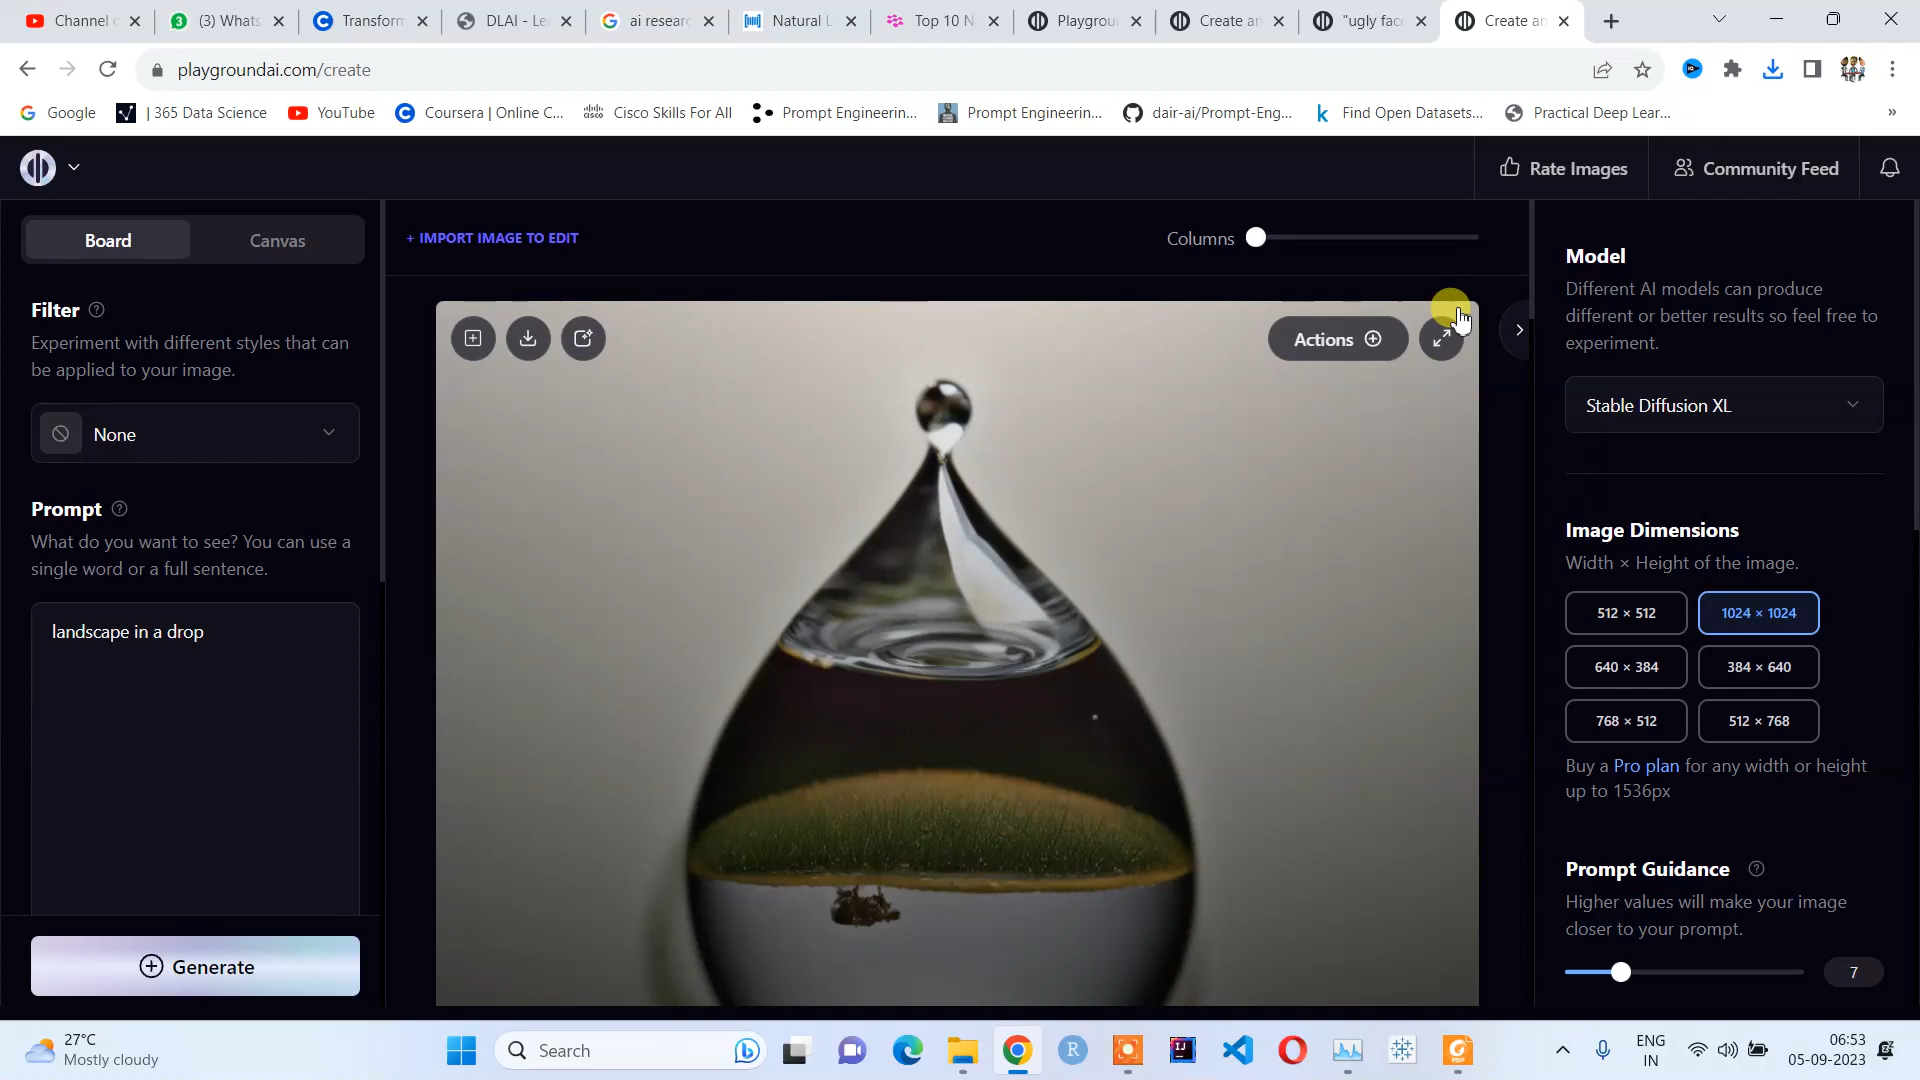 Channel c
(3) Whats
Transform
DLAI - Le
ai researc
Natural L
Top 10 N
Playgrou
Create an
"ugly face
Create an
playgroundai.com/create
Google
| 365 Data Science
YouTube
Coursera | Online C...
Cisco Skills For All
Prompt Engineerin...
Prompt Engineerin...
dair-ai/Prompt-Eng...
Find Open Datasets...
Practical Deep Lear...
»
Rate Images
Community Feed
Board
Canvas
+ IMPORT IMAGE TO EDIT
Columns
Filter
Experiment with different styles that can
be applied to your image.
None
Prompt
What do you want to see? You can use a
single word or a full sentence.
landscape in a drop
Generate
Actions
Model
Different AI models can produce
different or better results so feel free to
experiment.
Stable Diffusion XL
Image Dimensions
Width × Height of the image.
512 × 512
1024 × 1024
640 × 384
384 × 640
768 × 512
512 × 768
Buy a Pro plan for any width or height
up to 1536px
Prompt Guidance
Higher values will make your image
closer to your prompt.
7
27°C
Mostly cloudy
Search
ENG
IN
06:53
05-09-2023